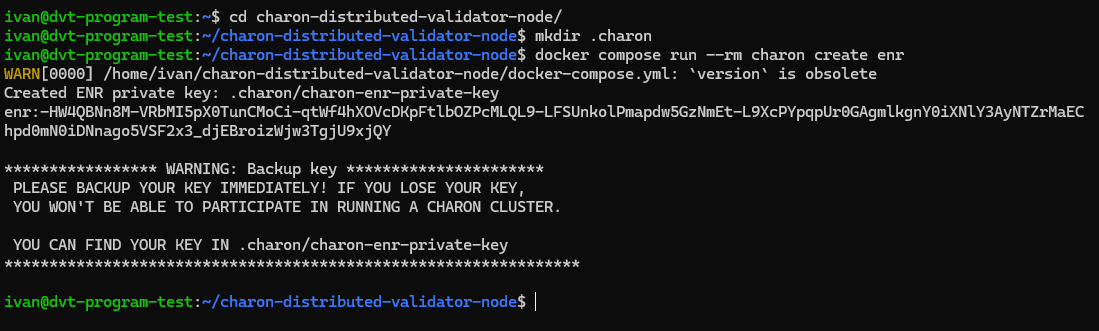 ivan@dvt-program-test:~$ cd charon-distributed-validator-node/
ivan@dvt-program-test:~/charon-distributed-validator-node$ mkdir .charon
ivan@dvt-program-test:~/charon-distributed-validator-node$ docker compose run --rm charon create enr
WARN[0000] /home/ivan/charon-distributed-validator-node/docker-compose.yml: `version` is obsolete
Created ENR private key: .charon/charon-enr-private-key
enr:-HW4QBNn8M-VRbMI5pX0TunCMoCi-qtWf4hXOVcDKpFtlbOZPcMLQL9-LFSUnkolPmapdw5GzNmEt-L9XcPYpqpUr0GAgmlkgnY0iXNlY3AyNTZrMaEC
hpd0mN0iDNnago5VSF2x3_djEBroizWjw3TgjU9xjQY
***************** WARNING: Backup key **********************
PLEASE BACKUP YOUR KEY IMMEDIATELY! IF YOU LOSE YOUR KEY,
YOU WON'T BE ABLE TO PARTICIPATE IN RUNNING A CHARON CLUSTER.
YOU CAN FIND YOUR KEY IN .charon/charon-enr-private-key
****************************************************************
ivan@dvt-program-test:~/charon-distributed-validator-node$